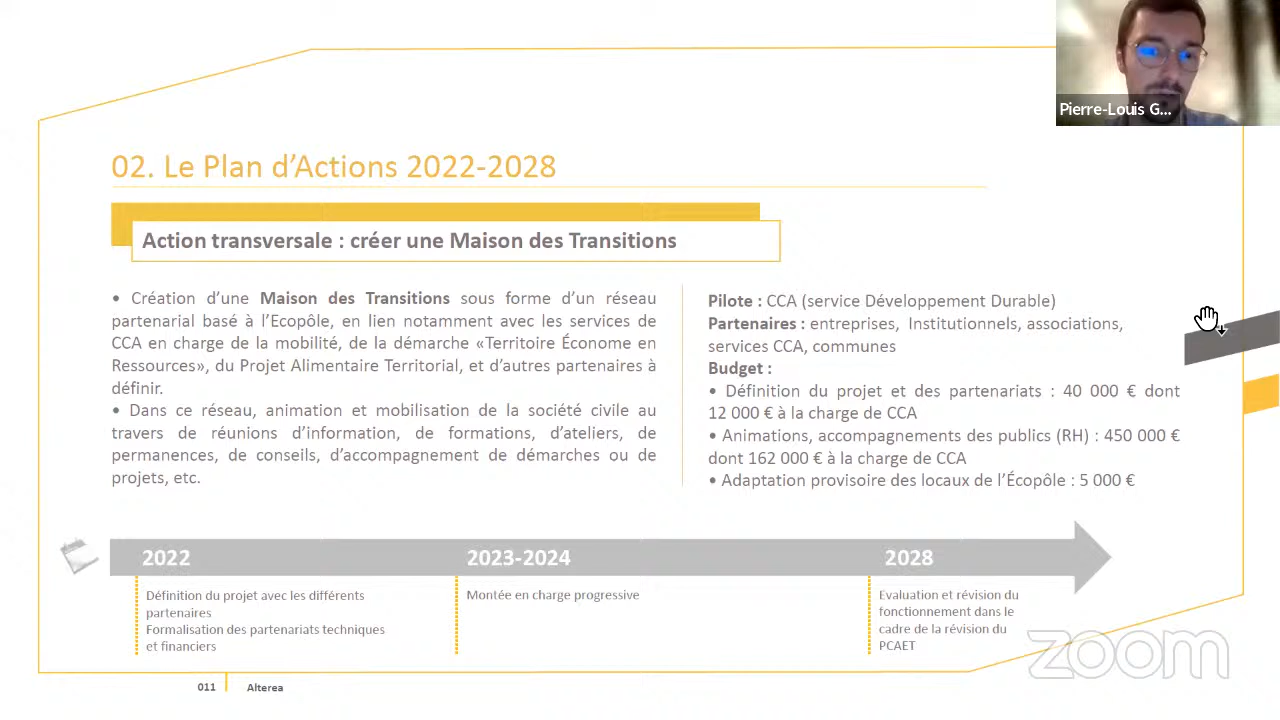 Pierre-Louis G...
02. Le Plan d’Actions 2022-2028
Action transversale : créer une Maison des Transitions
• Création d’une Maison des Transitions sous forme d’un réseau
partenarial basé à l’Ecopôle, en lien notamment avec les services de
CCA en charge de la mobilité, de la démarche «Territoire Économe en
Ressources», du Projet Alimentaire Territorial, et d’autres partenaires à
définir.
• Dans ce réseau, animation et mobilisation de la société civile au
travers de réunions d’information, de formations, d’ateliers, de
permanences, de conseils, d’accompagnement de démarches ou de
projets, etc.
Pilote : CCA (service Développement Durable)
Partenaires : entreprises, Institutionnels, associations,
services CCA, communes
Budget :
• Définition du projet et des partenariats : 40 000 € dont
12 000 € à la charge de CCA
• Animations, accompagnements des publics (RH) : 450 000 €
dont 162 000 € à la charge de CCA
• Adaptation provisoire des locaux de l’Écopôle : 5 000 €
2022
Définition du projet avec les différents
partenaires
Formalisation des partenariats techniques
et financiers
2023-2024
Montée en charge progressive
2028
Evaluation et révision du
fonctionnement dans le
cadre de la révision du
PCAET
zoom
011
Alterea